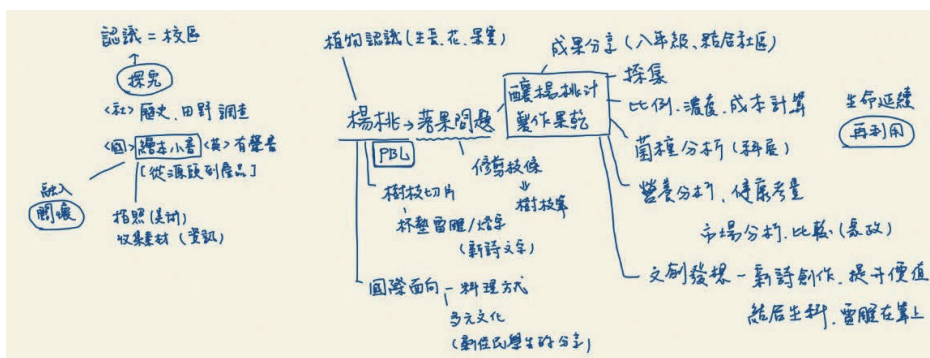 認識=校區
探究
<社>歷史、田野調查
<國>繪本小書<英>有聲書
[從源頭到產品]
融入
關懷
拍照(美術)
收集素材(資訊)
植物認識(生長、花、果實)
楊桃→落果問題
PBL
修剪枝條
樹枝筆
樹枝切片
杯墊雷雕/燈座
(新詩文字)
國際面向-料理方式
多元文化
(新住民學生的分享)
釀楊桃汁
製作果乾
成果分享(八年級、結合社區)
採集
比例、濃度、成本計算
菌種分析(科展)
營養分析、健康考量
市場分析、比較(家政)
文創發想-新詩創作、提升價值
結合生科、雷雕在筆上
生命延續
再利用